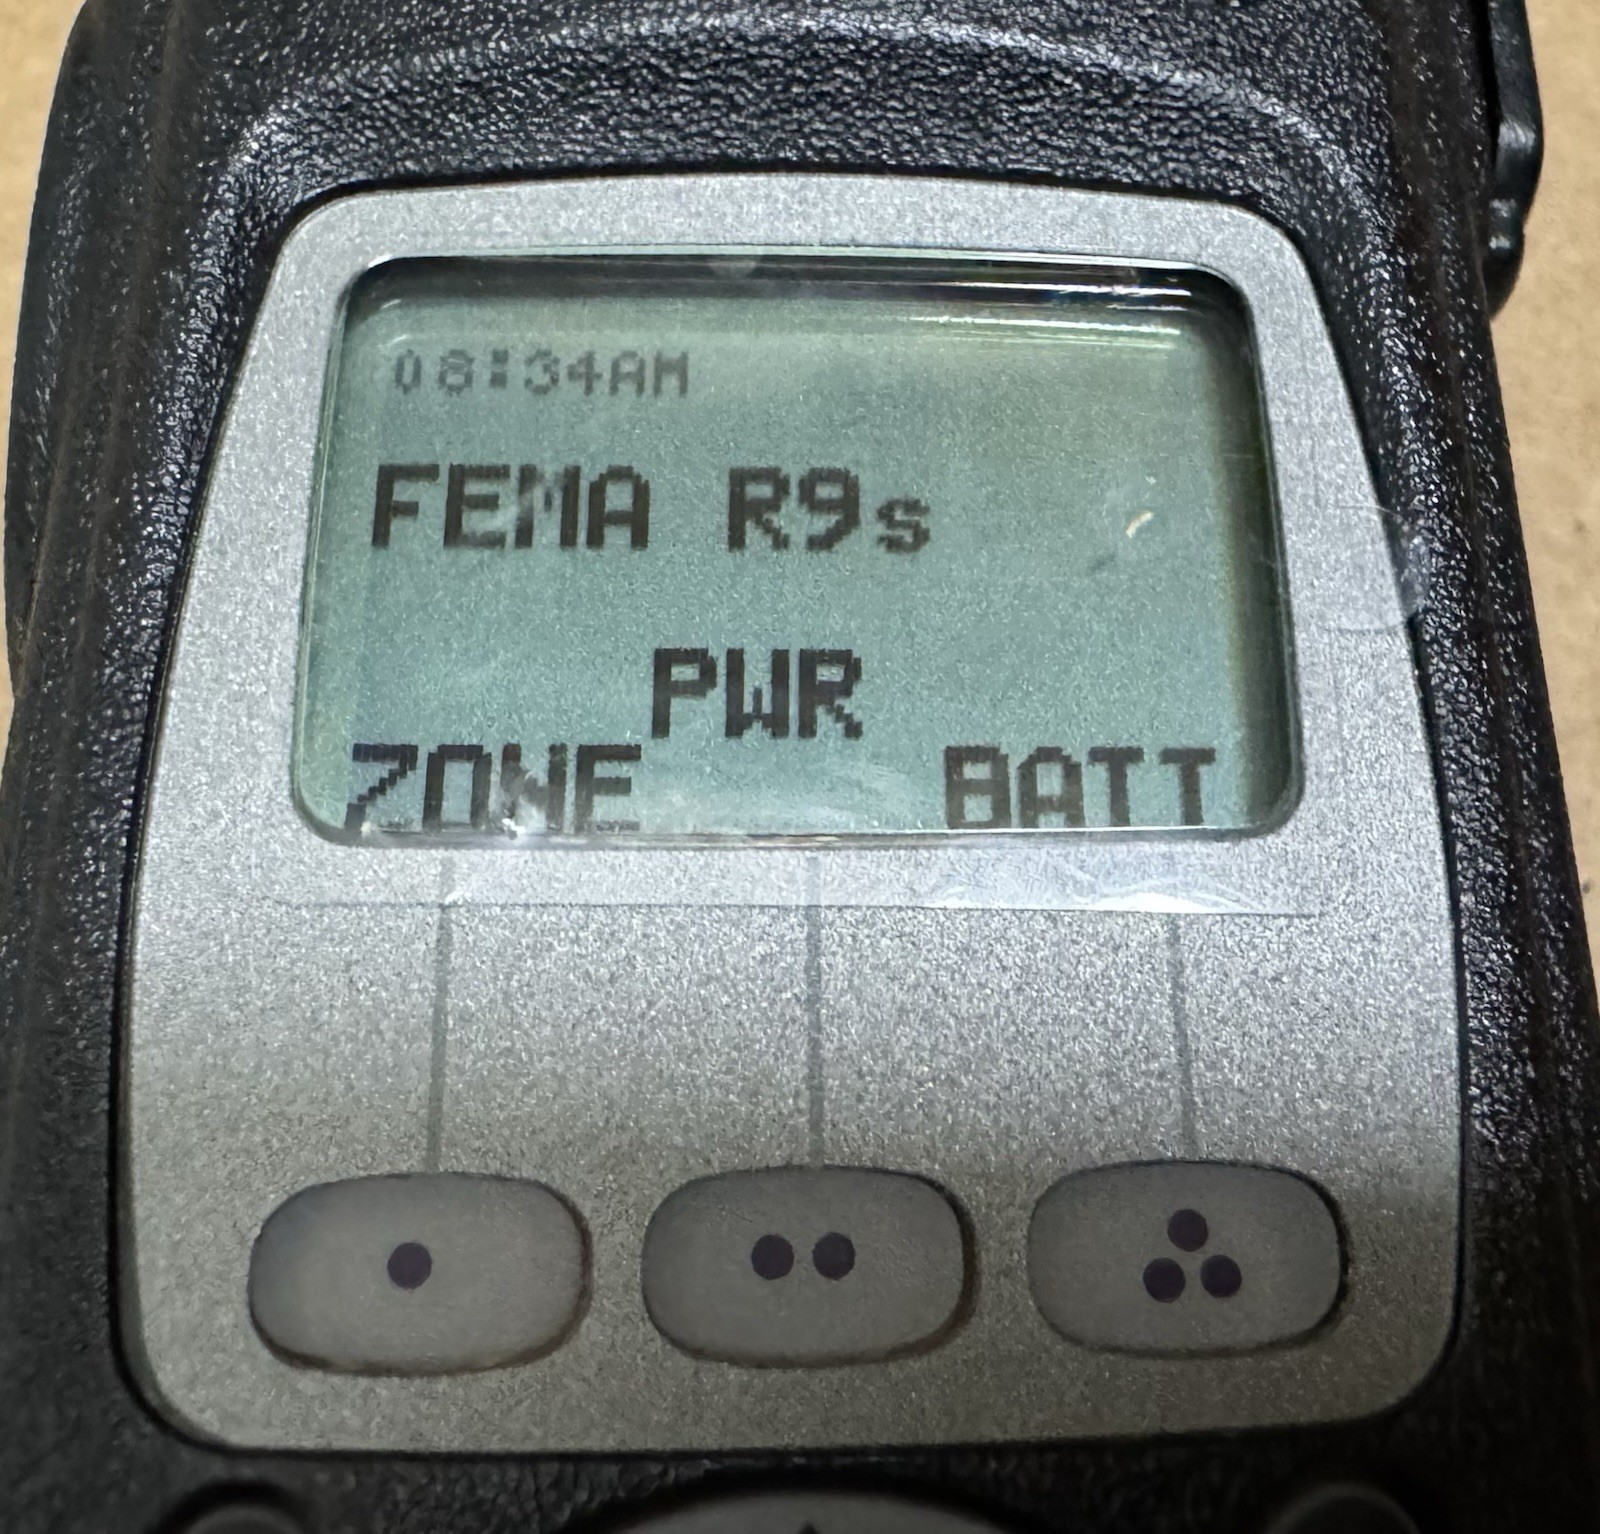 08:34AM
FEMA R9s
PWR
ZONE BATT